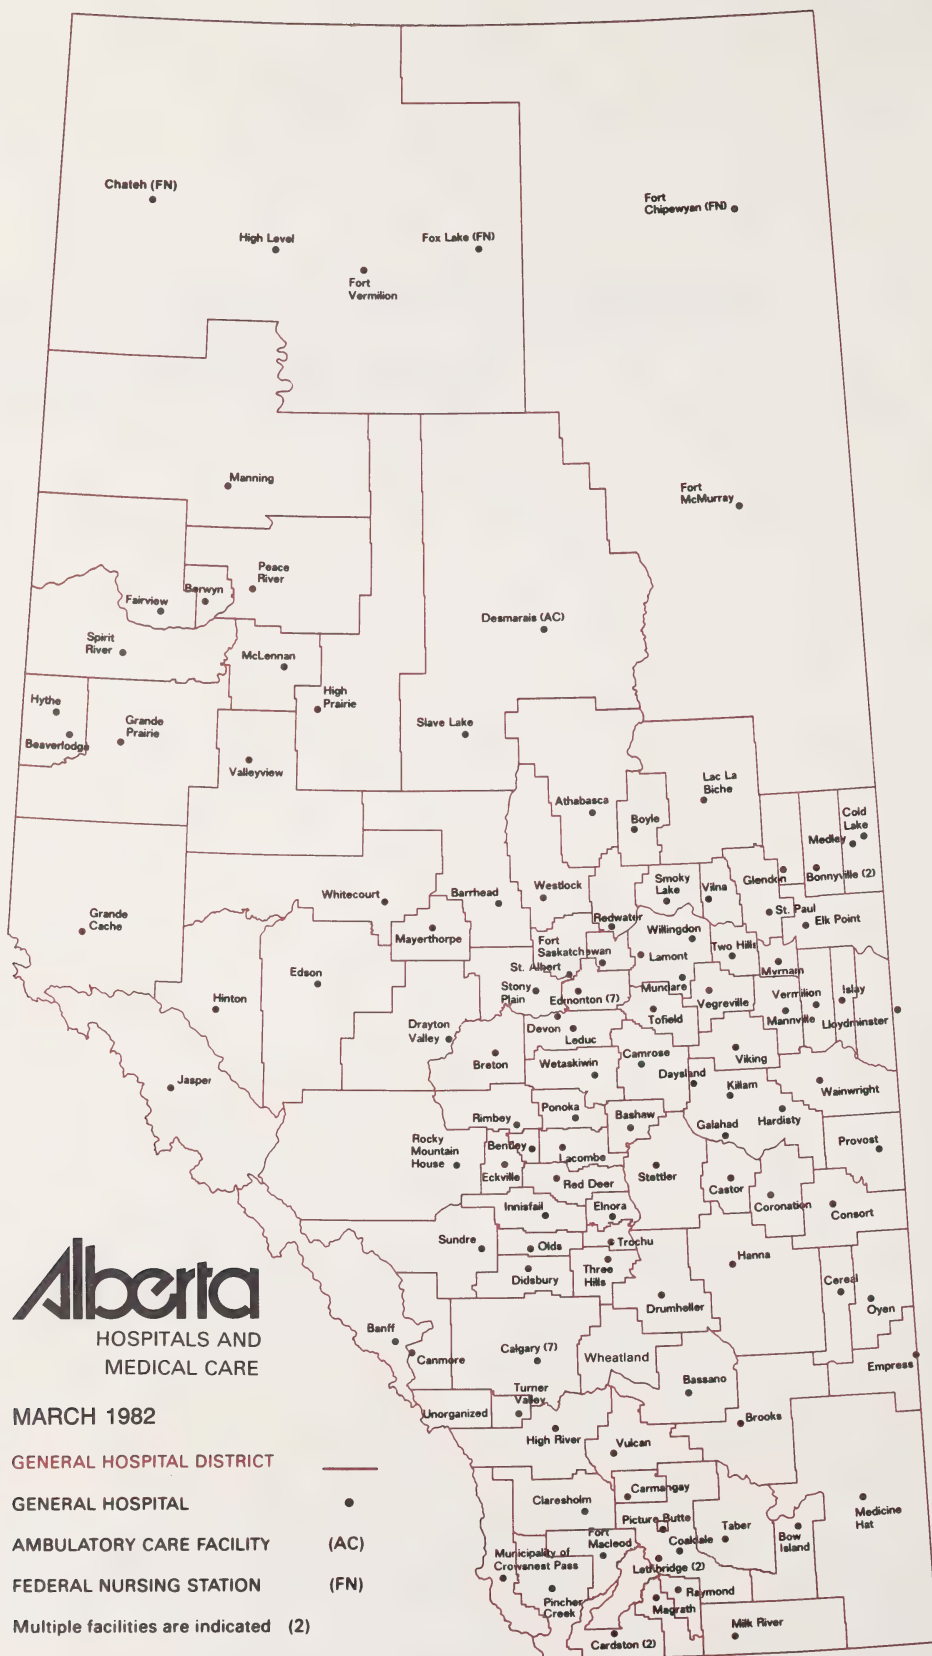 Chateh (FN)
Fort
Chipewyan (FN)
High Level
Fox Lake (FN)
Fort
Vermilion
Manning
Fort
McMurray
Peace
River
Berwyn
Fairview
Desmarais (AC)
Spirit
River
McLennan
High
Prairie
Hythe
Beaverlodge
Grande
Prairie
Slave Lake
Valleyview
Lac La
Biche
Athabasca
Boyle
Cold
Lake
Medley
Glendon
Bonnyville (2)
Smoky
Lake
Vilna
Westlock
Barrhead
Whitecourt
St. Paul
Elk Point
Redwater
Grande
Cache
Mayerthorpe
Willingdon
Two Hills
Fort
Saskatchewan
Lamont
St. Albert
Myrnam
Edson
Stony
Plain
Edmonton (7)
Mundare
Vegreville
Vermilion
Islay
Hinton
Tofield
Mannville
Lloydminster
Drayton
Valley
Devon
Leduc
Breton
Wetaskiwin
Camrose
Viking
Daysland
Jasper
Killam
Wainwright
Ponoka
Rimbey
Bashaw
Galahad
Hardisty
Provost
Rocky
Mountain
House
Bentley
Lacombe
Eckville
Red Deer
Stettler
Castor
Coronation
Consort
Innisfail
Elnora
Sundre
Olds
Trochu
Hanna
Didsbury
Three
Hills
Cereal
Oyen
Drumheller
Banff
Canmore
Calgary (7)
Wheatland
Empress
Bassano
Turner
Valley
Unorganized
Brooks
High River
Vulcan
Claresholm
Carmangay
Medicine
Hat
Picture Butte
Taber
Bow
Island
Fort
Macleod
Coaldale
Municipality of
Crowsnest Pass
Lethbridge (2)
Pincher
Creek
Raymond
Magrath
Milk River
Cardston (2)
Alberta
HOSPITALS AND
MEDICAL CARE
MARCH 1982
GENERAL HOSPITAL DISTRICT
GENERAL HOSPITAL
AMBULATORY CARE FACILITY (AC)
FEDERAL NURSING STATION (FN)
Multiple facilities are indicated (2)